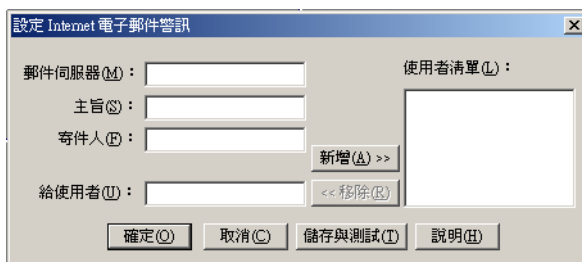 設定 Internet 電子郵件警訊
郵件伺服器(M)：
使用者清單(L)：
主旨(S)：
寄件人(F)：
新增(A) >>
給使用者(U)：
<< 移除(R)
確定(O)
取消(C)
儲存與測試(T)
說明(H)